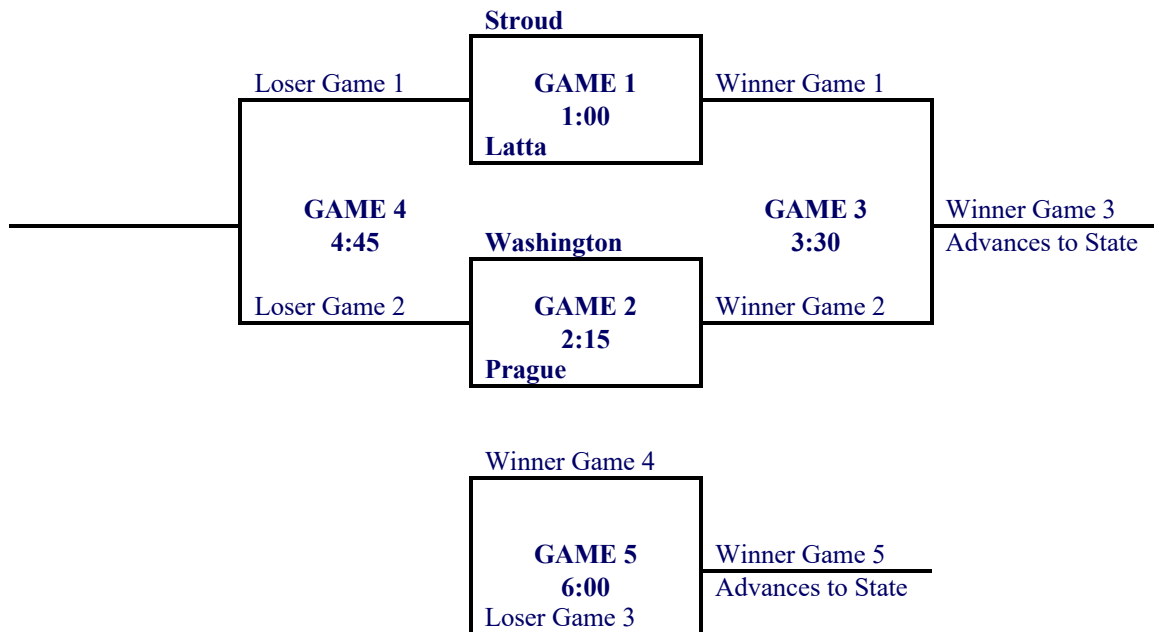 Stroud
Loser Game 1
GAME 1
Winner Game 1
1:00
Latta
GAME 4
GAME 3
Winner Game 3
4:45
Washington
3:30
Advances to State
Loser Game 2
GAME 2
Winner Game 2
2:15
Prague
Winner Game 4
GAME 5
Winner Game 5
6:00
Advances to State
Loser Game 3